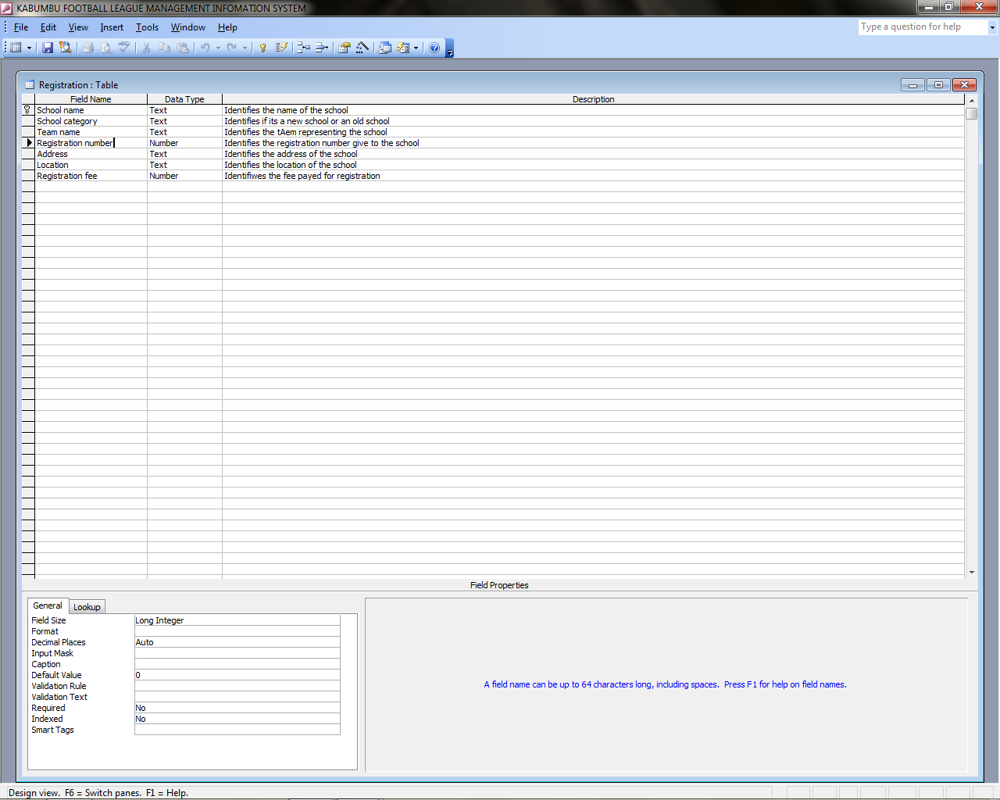 KABUMBU FOOTBALL LEAGUE MANAGEMENT INFOMATION SYSTEM
File Edit View Insert Tools Window Help Type a question for help
Registration : Table
Field Name Data Type Description
School name Text Identifies the name of the school
School category Text Identifies if its a new school or an old school
Team name Text Identifies the tAem representing the school
Registration number Number Identifies the registration number give to the school
Address Text Identifies the address of the school
Location Text Identifies the location of the school
Registration fee Number Identifiwes the fee payed for registration
Field Properties
General Lookup
Field Size Long Integer
Format
Decimal Places Auto
Input Mask
Caption
Default Value 0
Validation Rule
Validation Text
Required No
Indexed No
Smart Tags
A field name can be up to 64 characters long, including spaces. Press F1 for help on field names.
Design view. F6 = Switch panes. F1 = Help.